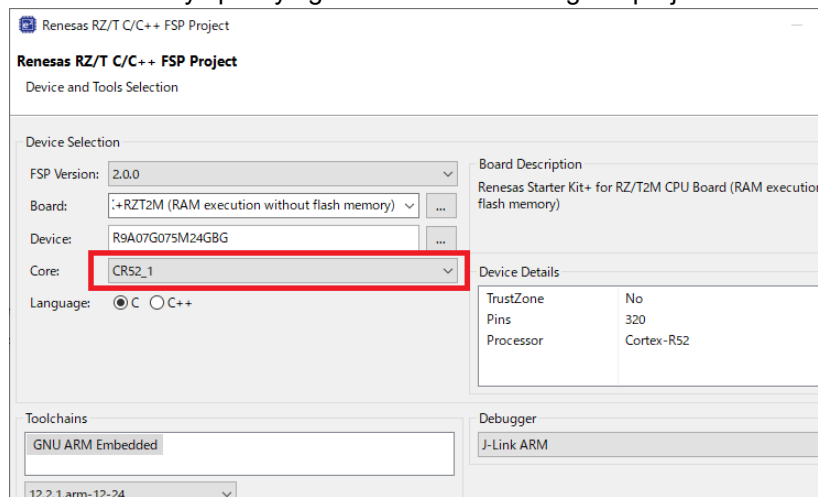 Renesas RZ/T C/C++ FSP Project
Renesas RZ/T C/C++ FSP Project
Device and Tools Selection
Device Selection
FSP Version: 2.0.0
Board: :+RZT2M (RAM execution without flash memory) ...
Device: R9A07G075M24GBG ...
Core: CR52_1
Language: C C++
Board Description
Renesas Starter Kit+ for RZ/T2M CPU Board (RAM execution
flash memory)
Device Details
TrustZone No
Pins 320
Processor Cortex-R52
Toolchains
GNU ARM Embedded
12.2.1.arm-12-24
Debugger
J-Link ARM